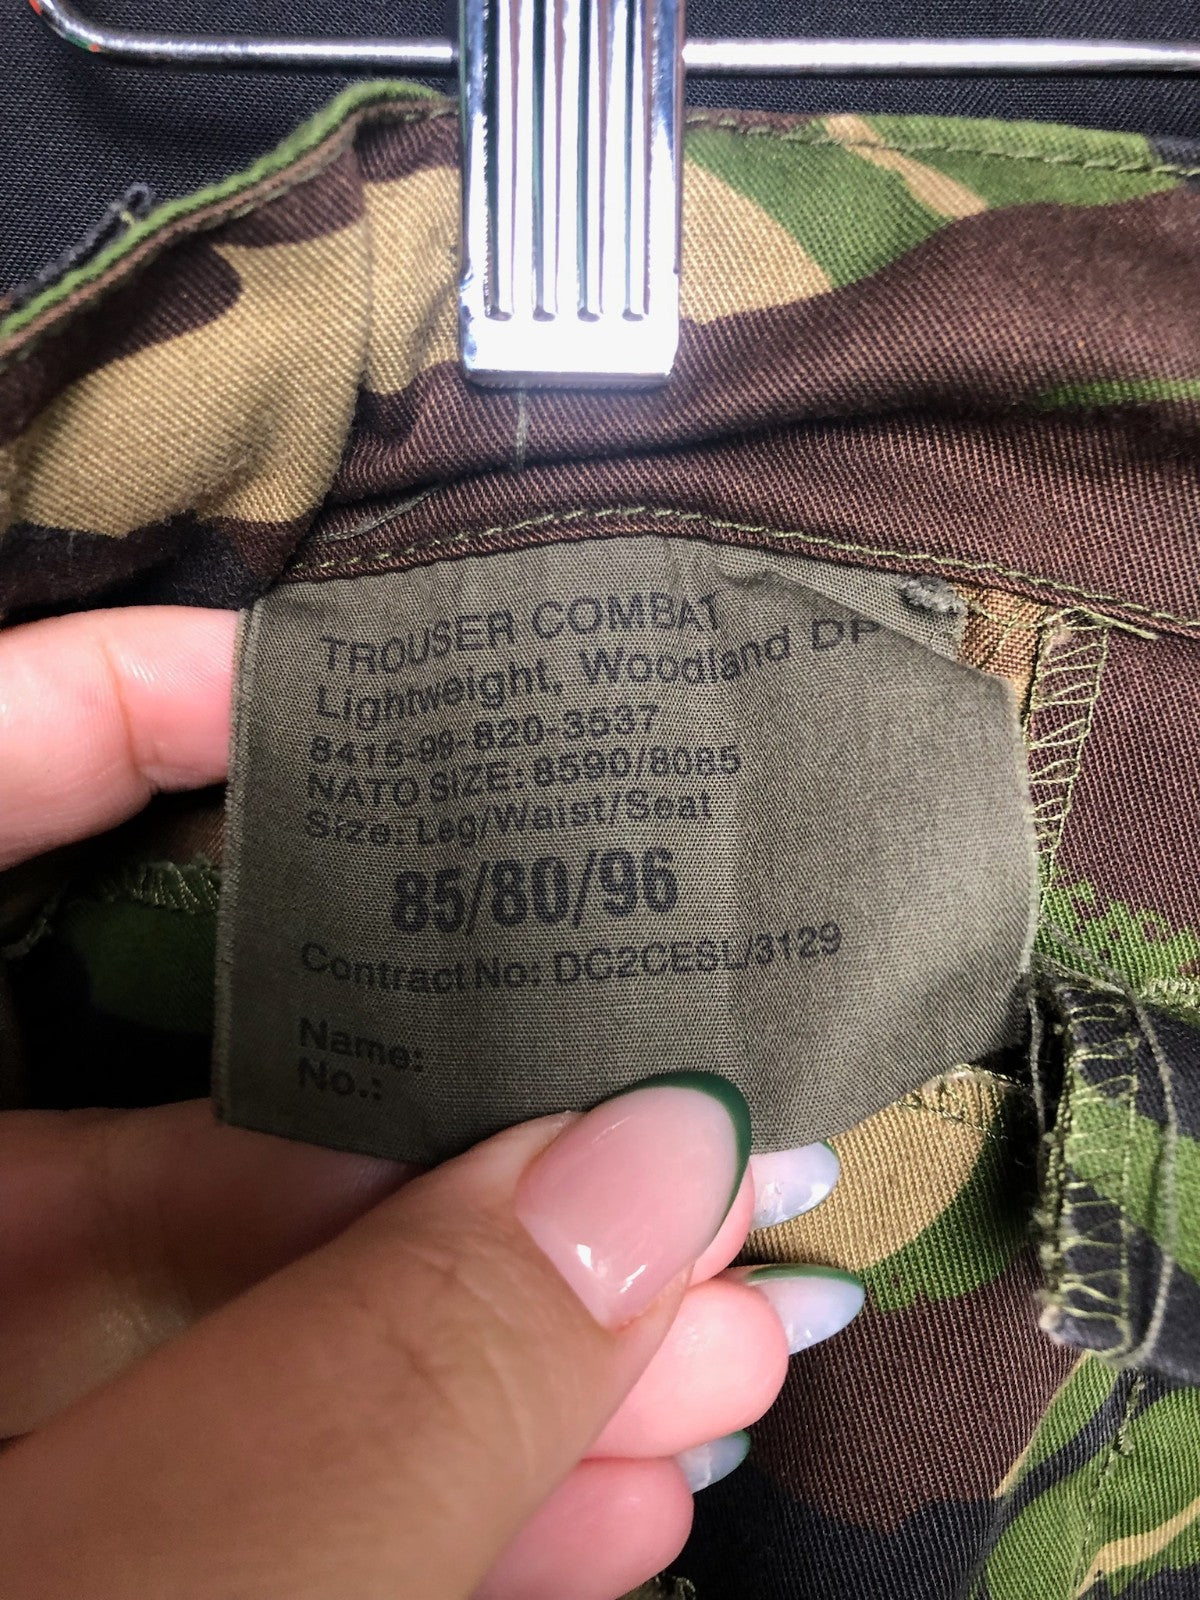 TROUSER COMBAT
Lightweight, Woodland DP
8415-99-820-3537
NATO SIZE: 8590/8095
Size: Leg/Waist/Seat
85/80/96
Contract No: DC2CESL/3129
Name:
No.: